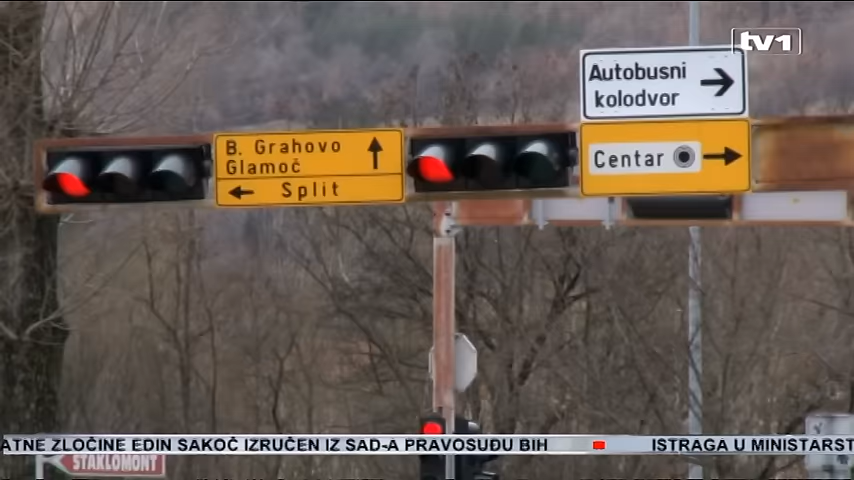 tv1
Autobusni
kolodvor
B. Grahovo
Glamoč
Split
Centar
ATNE ZLOČINE EDIN SAKOČ IZRUČEN IZ SAD-A PRAVOSUĐU BIH
ISTRAGA U MINISTARST
STAKLOMONT